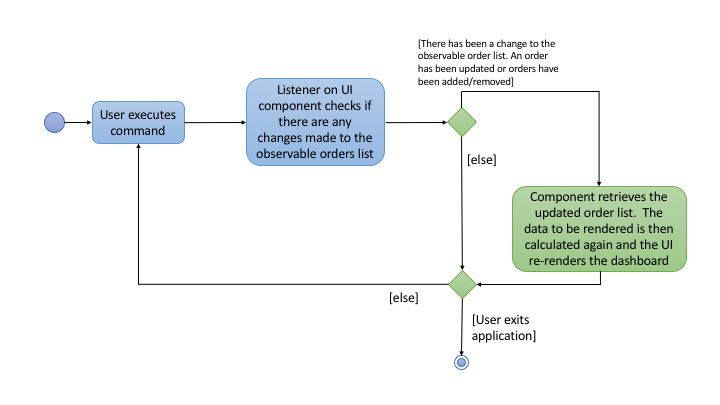 [There has been a change to the
observable order list. An order
has been updated or orders have
been added/removed]
User executes
command
Listener on UI
component checks if
there are any
changes made to the
observable orders list
[else]
Component retrieves the
updated order list.  The
data to be rendered is then
calculated again and the UI
re-renders the dashboard
[else]
[User exits
application]